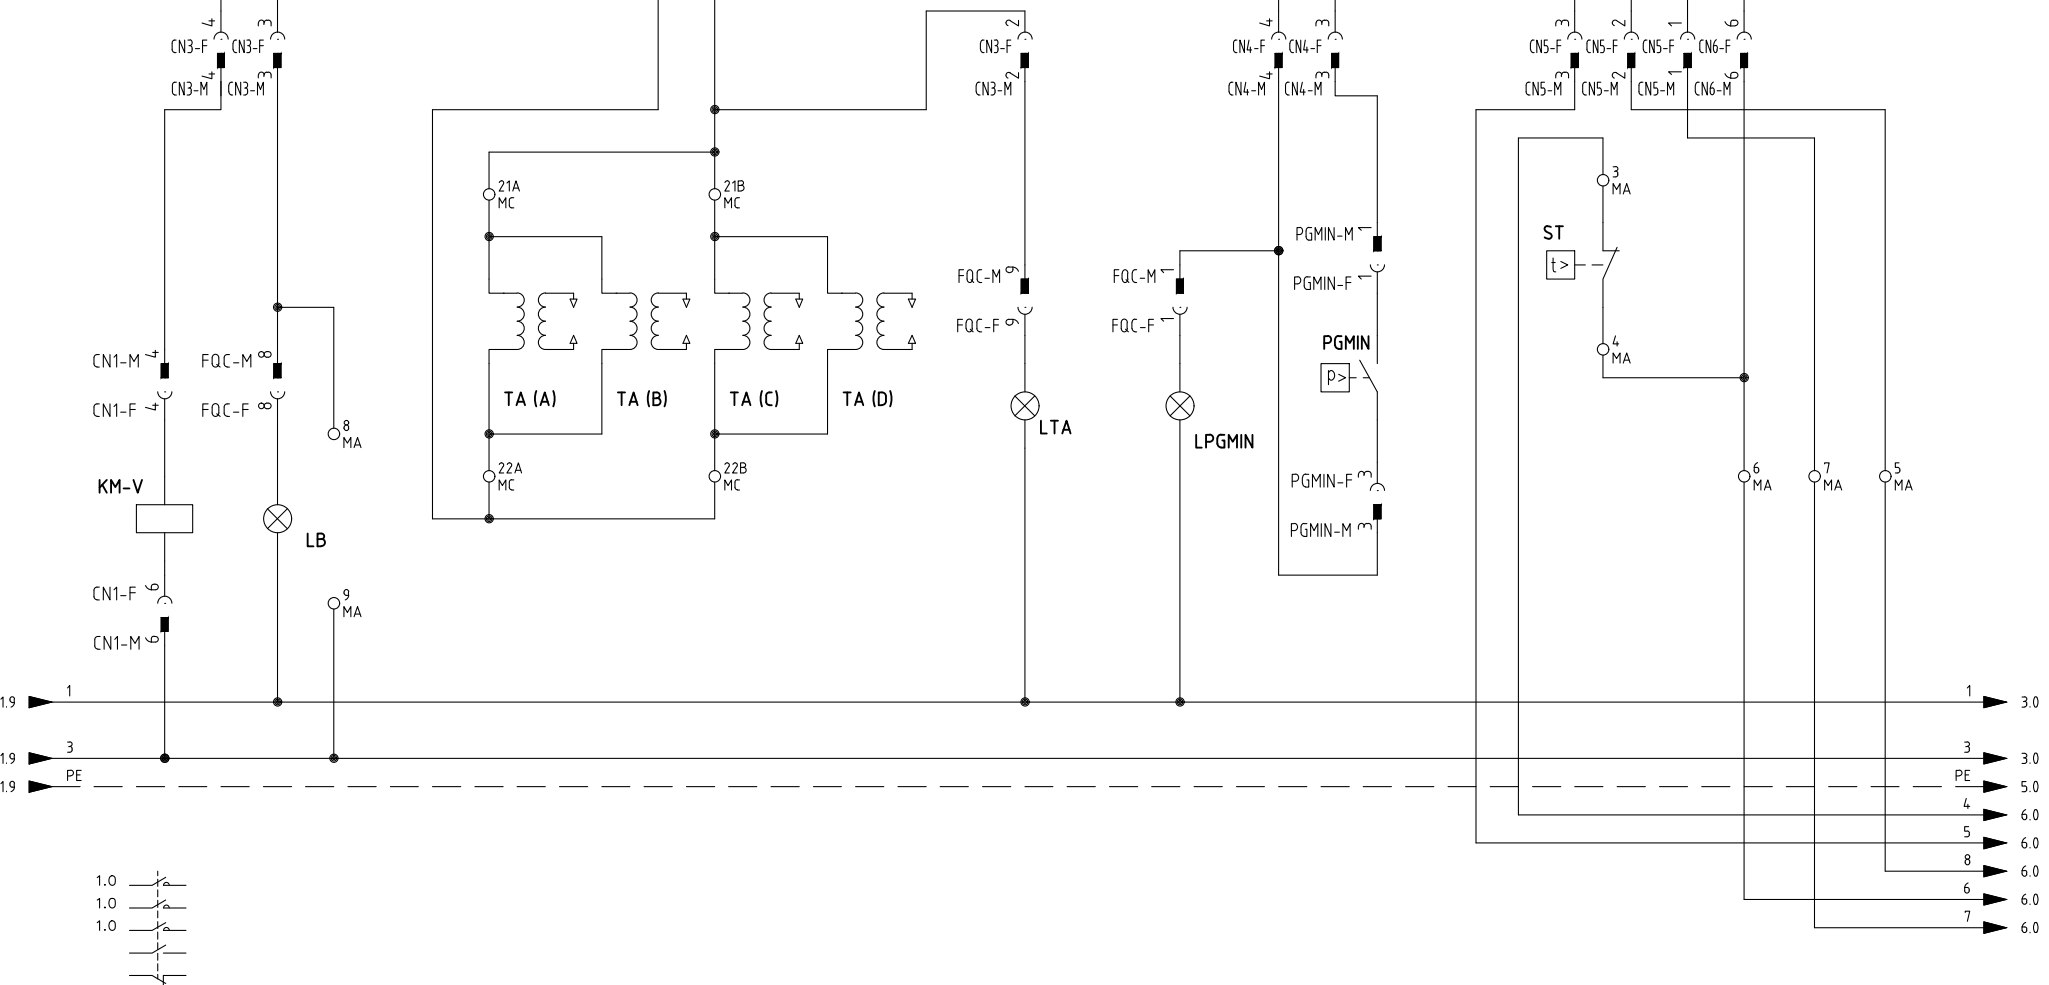 4 3 2 4 3 3 2 1 6
CN3-F CN3-F CN3-F CN4-F CN4-F CN5-F CN5-F CN5-F CN6-F
4 3 2 4 3 3 2 1 6
CN3-M CN3-M CN3-M CN4-M CN4-M CN5-M CN5-M CN5-M CN6-M
3
MA
21A
MC
21B
MC
PGMIN-M 1
ST
t>
FQC-M 9
FQC-M 1
PGMIN-F 1
FQC-F 9
FQC-F 1
PGMIN
4
MA
CN1-M 4
FQC-M 8
p>
TA (A) TA (B) TA (C) TA (D)
CN1-F 4
FQC-F 8
LTA
LPGMIN
8
MA
22A
MC
22B
MC
PGMIN-F 3
6
MA
7
MA
5
MA
KM-V
LB
PGMIN-M 3
CN1-F 6
9
MA
CN1-M 6
1 1
1.9 3.0
3 3
1.9 3.0
PE PE
1.9 5.0
4
6.0
5
6.0
8
6.0
6
6.0
7
6.0
1.0
1.0
1.0